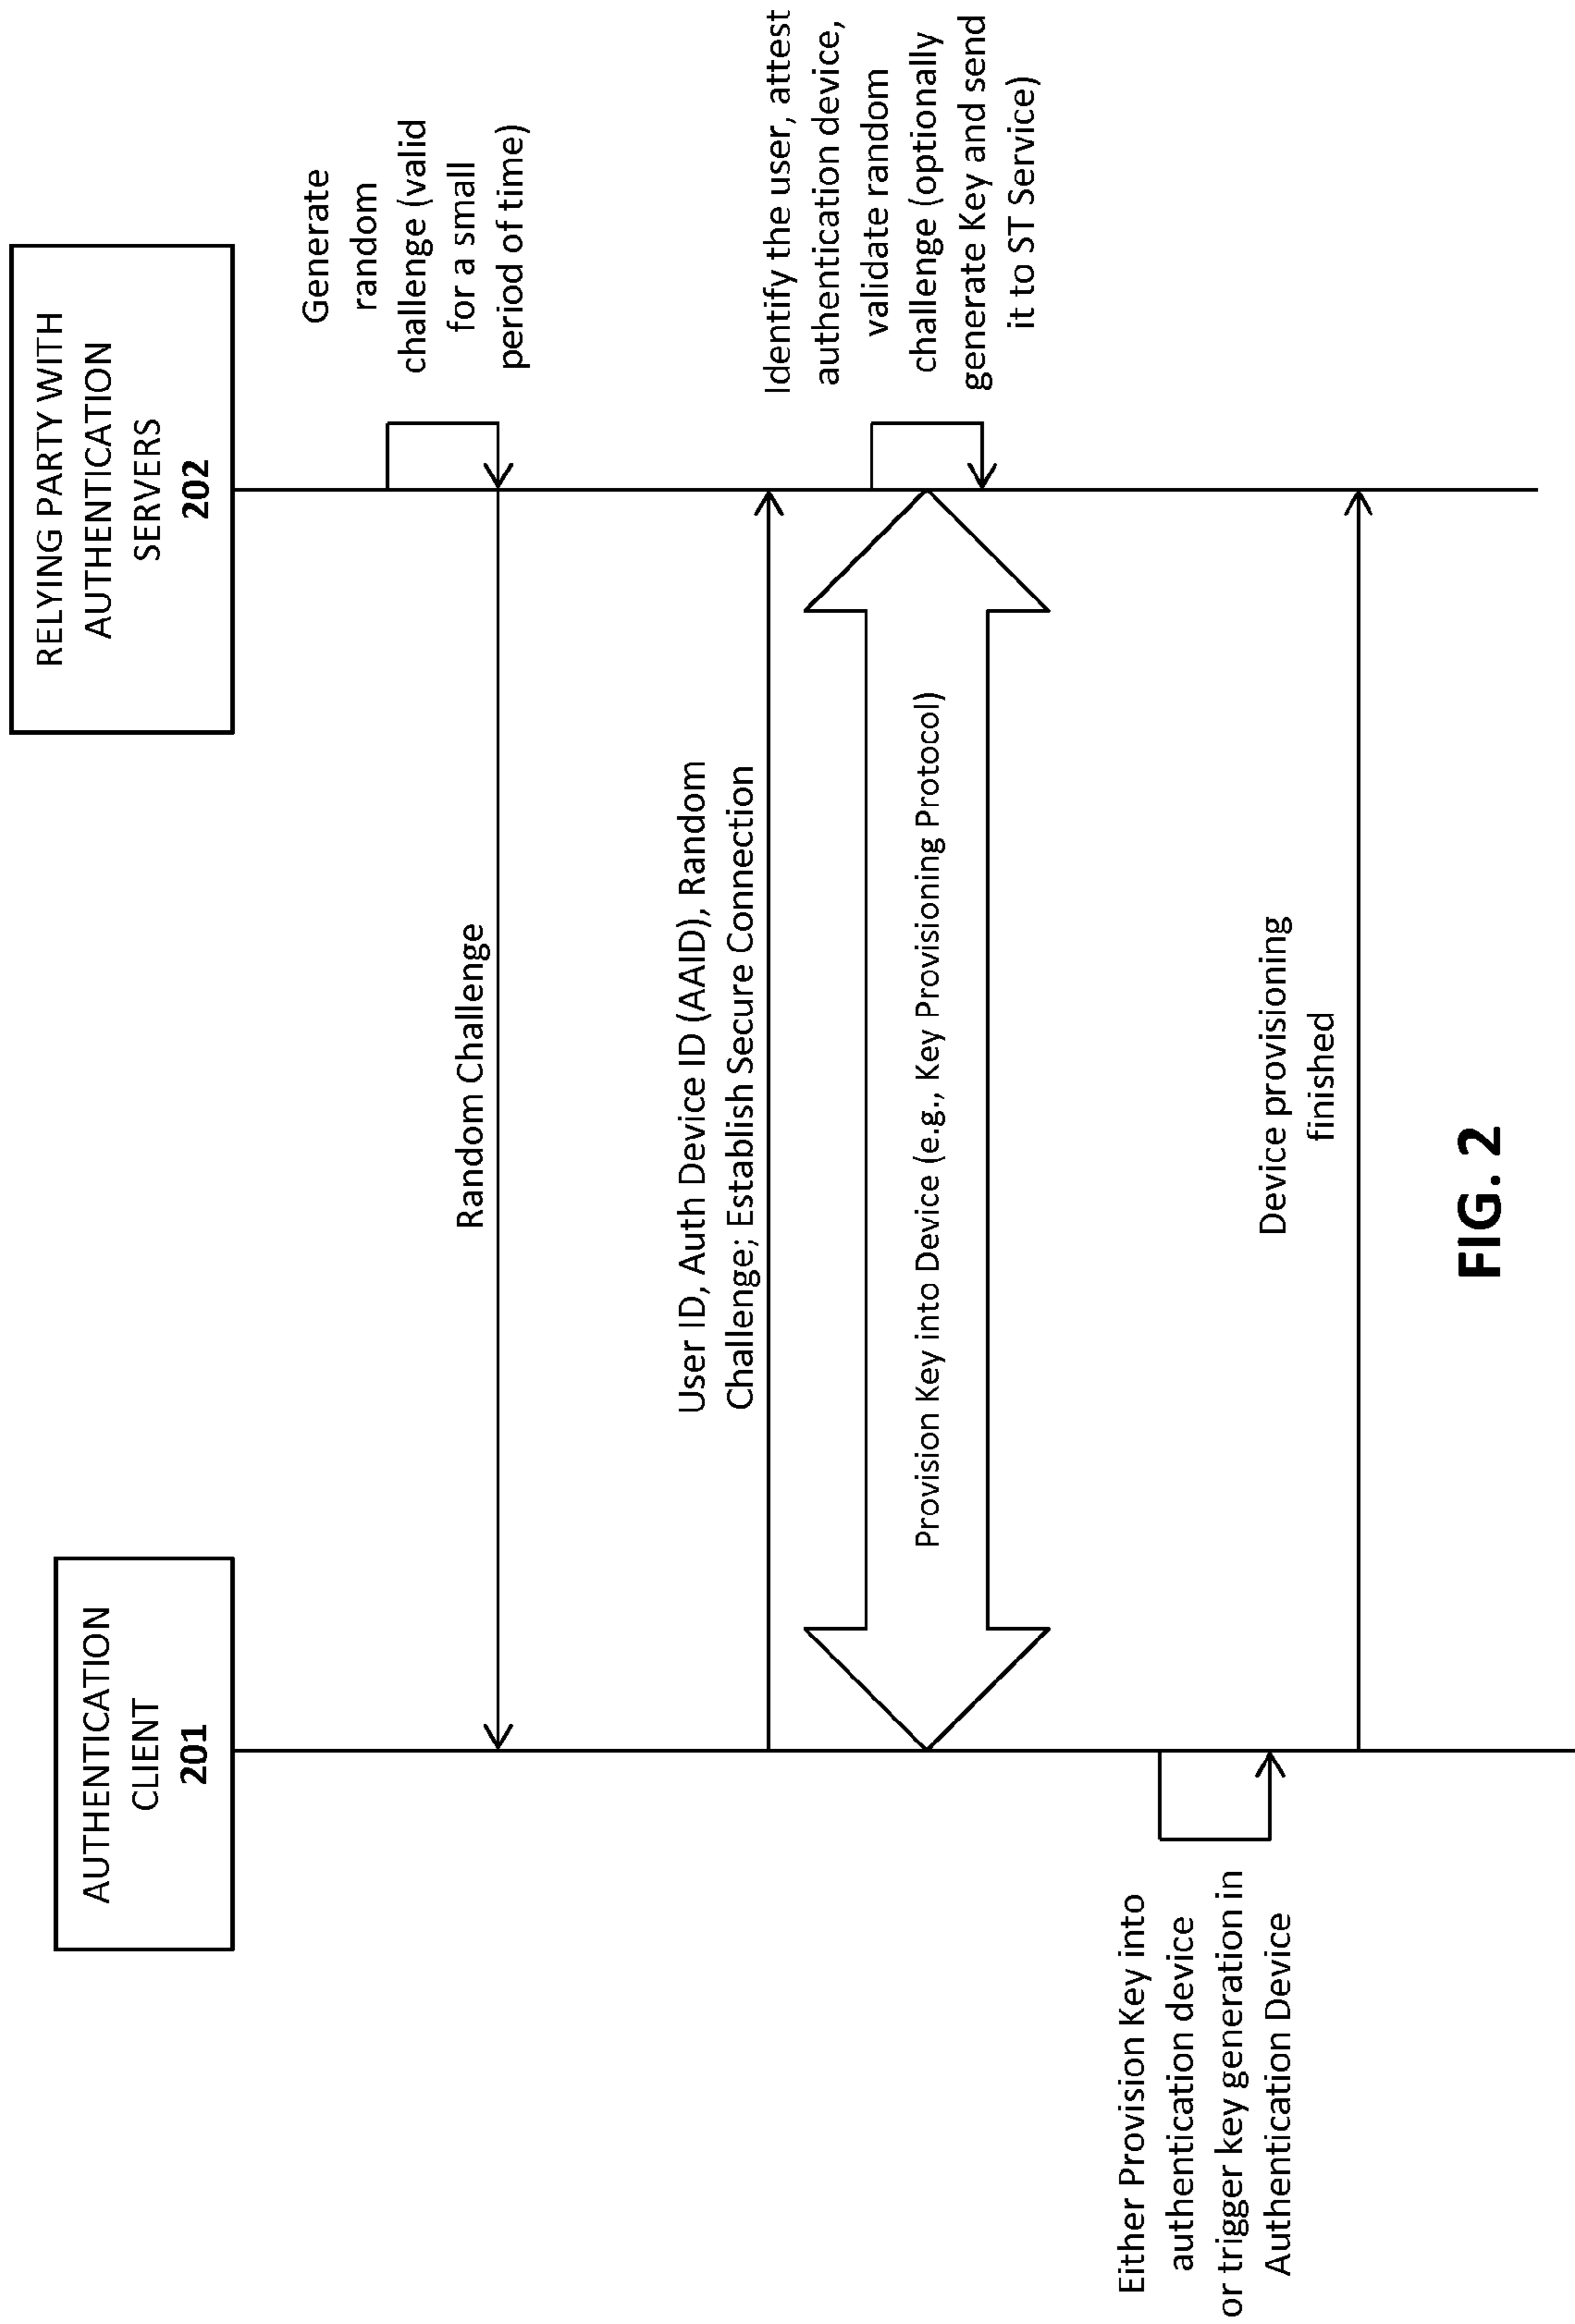 AUTHENTICATION
CLIENT
201
RELYING PARTY WITH
AUTHENTICATION
SERVERS
202
Generate
random
challenge (valid
for a small
period of time)
Random Challenge
User ID, Auth Device ID (AAID), Random
Challenge; Establish Secure Connection
Identify the user, attest
authentication device,
validate random
challenge (optionally
generate Key and send
it to ST Service)
Provision Key into Device (e.g., Key Provisioning Protocol)
Either Provision Key into
authentication device
or trigger key generation in
Authentication Device
Device provisioning
finished
FIG. 2